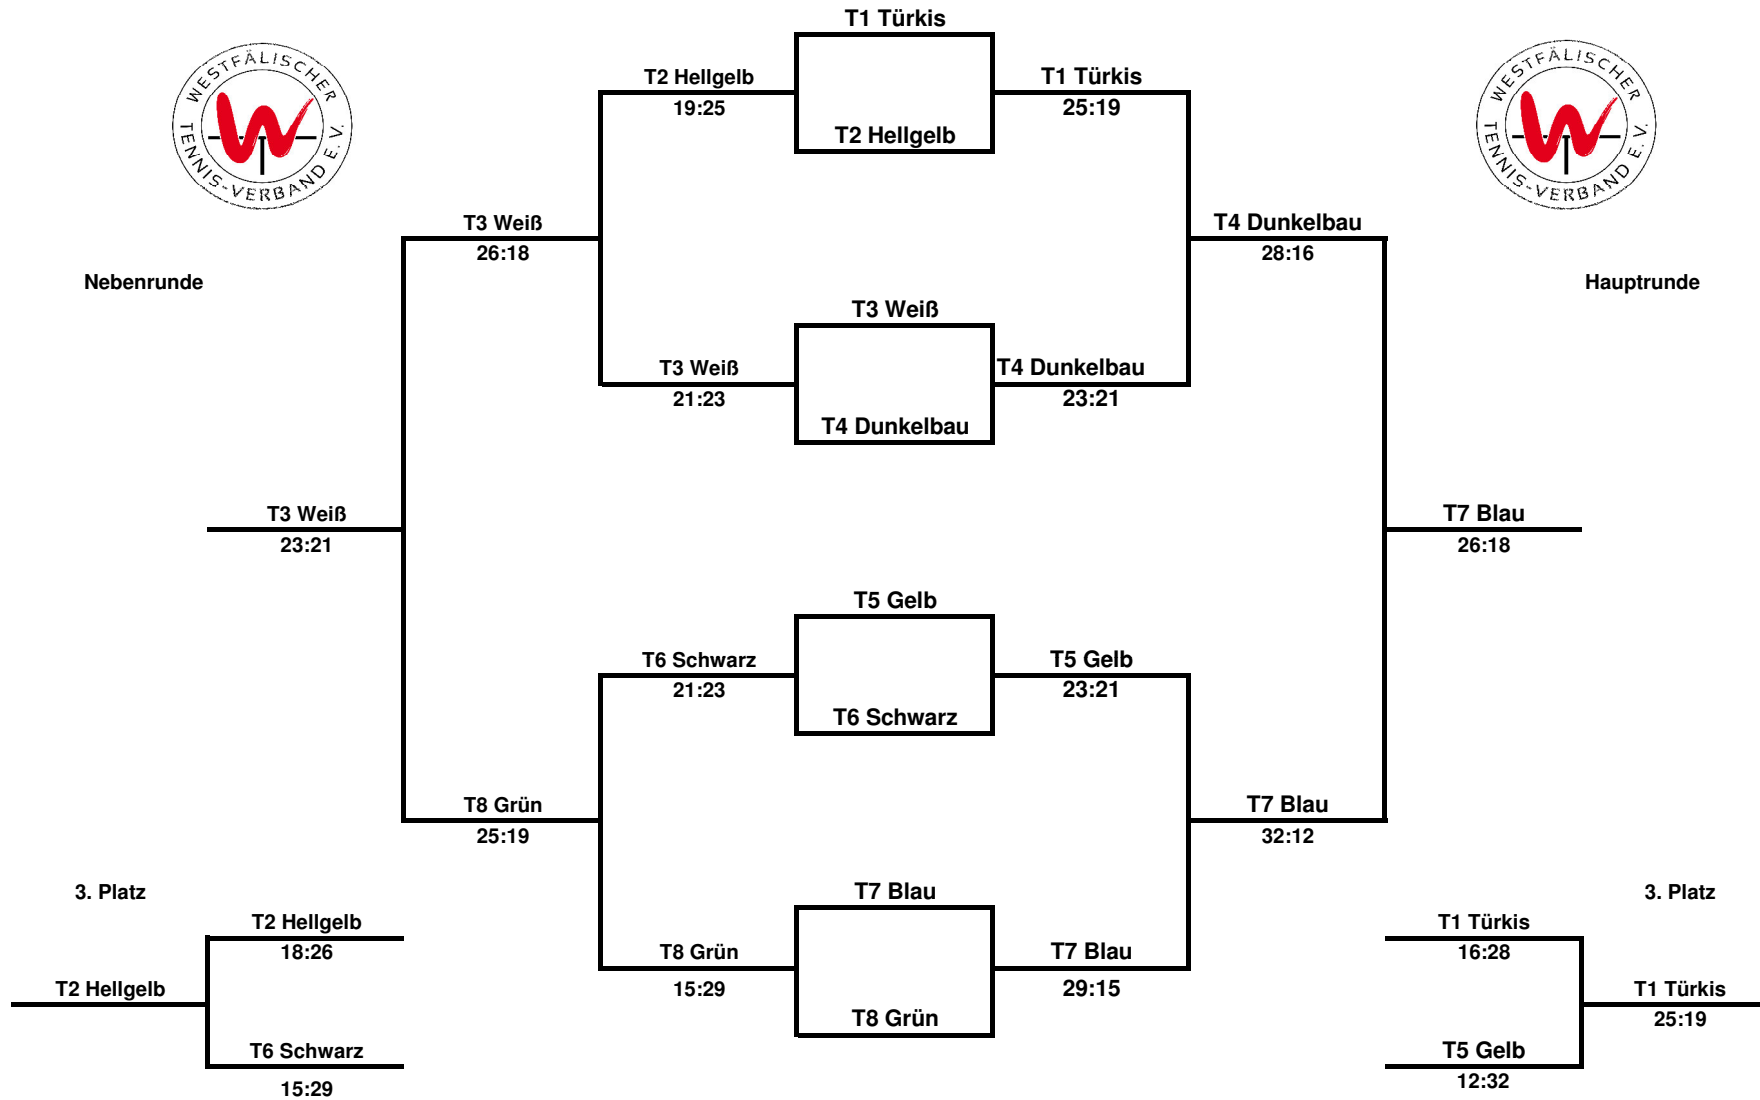 T1 Türkis
WESTFÄLISCHER
TENNIS-VERBAND E.V.
WESTFÄLISCHER
TENNIS-VERBAND E.V.
T2 Hellgelb
19:25
T1 Türkis
25:19
T2 Hellgelb
T3 Weiß
26:18
T4 Dunkelbau
28:16
Nebenrunde
Hauptrunde
T3 Weiß
T3 Weiß
21:23
T4 Dunkelbau
23:21
T4 Dunkelbau
T3 Weiß
23:21
T7 Blau
26:18
T5 Gelb
T6 Schwarz
21:23
T5 Gelb
23:21
T6 Schwarz
T8 Grün
25:19
T7 Blau
32:12
3. Platz
T7 Blau
3. Platz
T2 Hellgelb
18:26
T1 Türkis
16:28
T8 Grün
15:29
T7 Blau
29:15
T2 Hellgelb
T1 Türkis
25:19
T8 Grün
T6 Schwarz
15:29
T5 Gelb
12:32